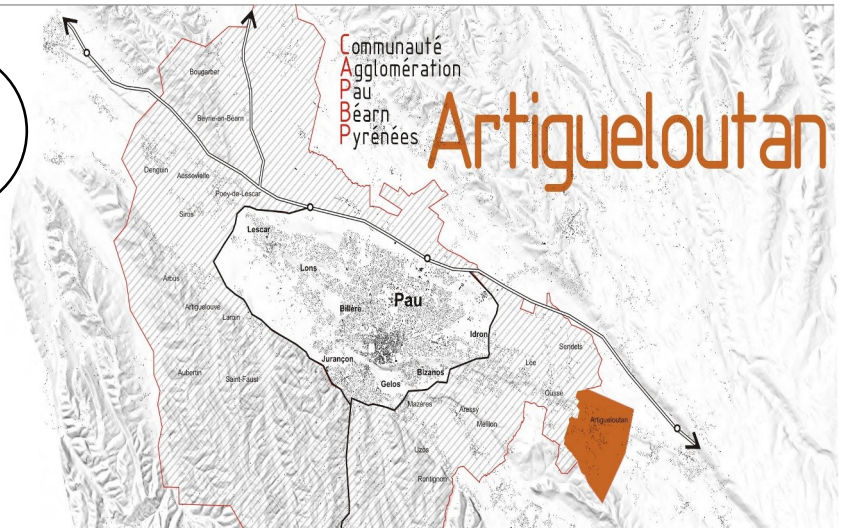 Communauté
Agglomération
Pau
Béarn
Pyrénées
Artigueloutan
Bougarber
Beyrie-en-Béarn
Denguin
Aussevielle
Poey-de-Lescar
Siros
Lescar
Lons
Arbus
Artiguelouve
Laroin
Billère
Pau
Idron
Sendets
Lée
Jurançon
Aubertin
Saint-Faust
Gelos
Bizanos
Ousse
Mazères
Aressy
Meillon
Artigueloutan
Uzos
Rontignon